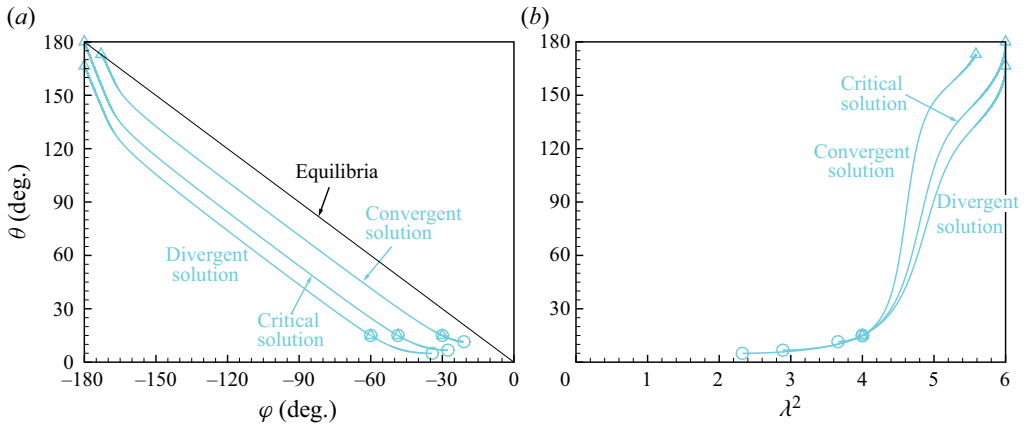 (a)
180
150
120
90
60
30
0
θ (deg.)
–180
–150
–120
–90
–60
–30
0
φ (deg.)
Equilibria
Convergent
solution
Divergent
solution
Critical
solution
(b)
180
150
120
90
60
30
0
1
2
3
4
5
6
λ²
Critical
solution
Convergent
solution
Divergent
solution